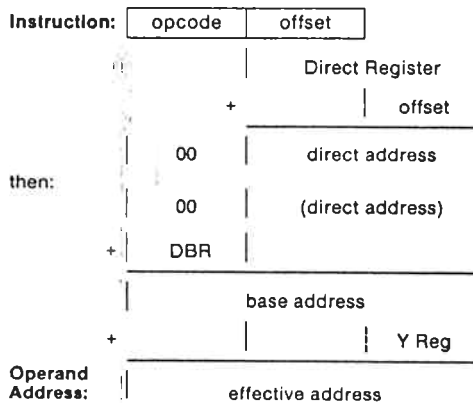 Instruction: opcode offset
Direct Register
+ offset
00 direct address
then:
00 (direct address)
+ DBR
base address
+ Y Reg
Operand
Address: effective address